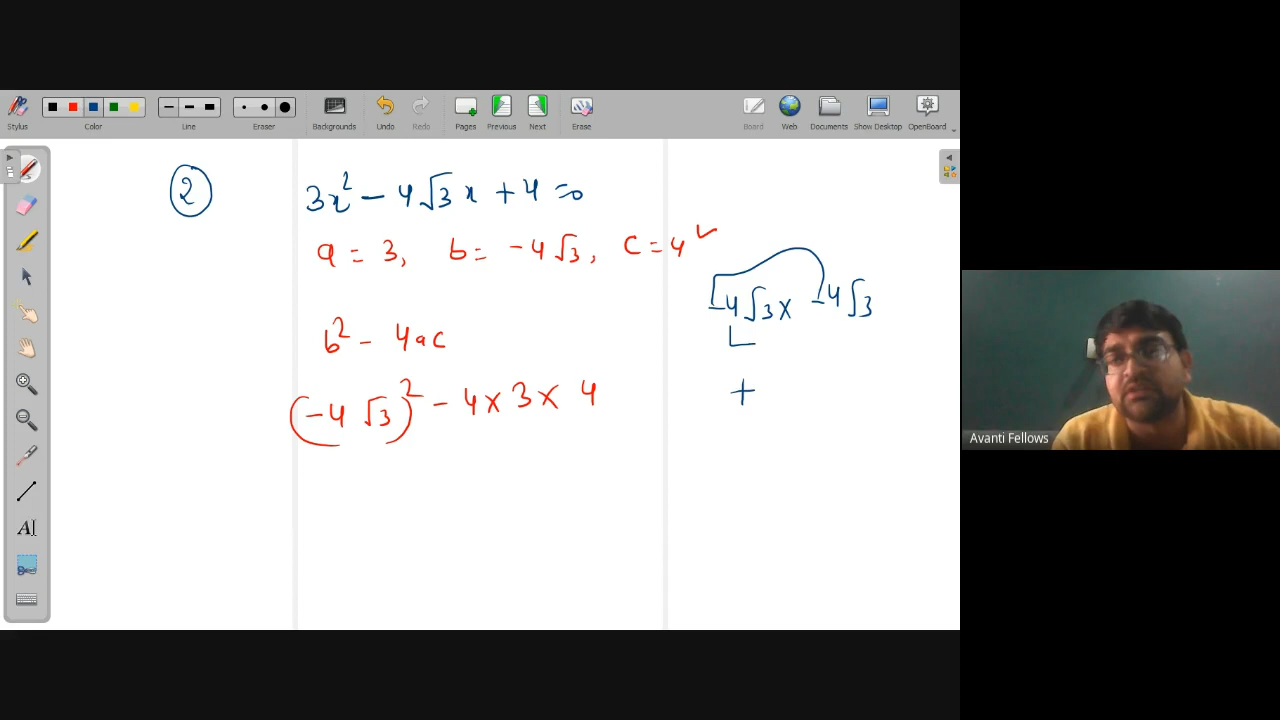 Stylus
Color
Line
Eraser
Backgrounds
Undo
Redo
Pages
Previous
Next
Erase
Board
Web
Documents
Show Desktop
OpenBoard
②
3x² - 4√3 x + 4 = 0
a = 3, b = -4√3, c = 4 ✓
-4√3 × -4√3
b² - 4ac
+
(-4 √3)² - 4 × 3 × 4
AI
Avanti Fellows